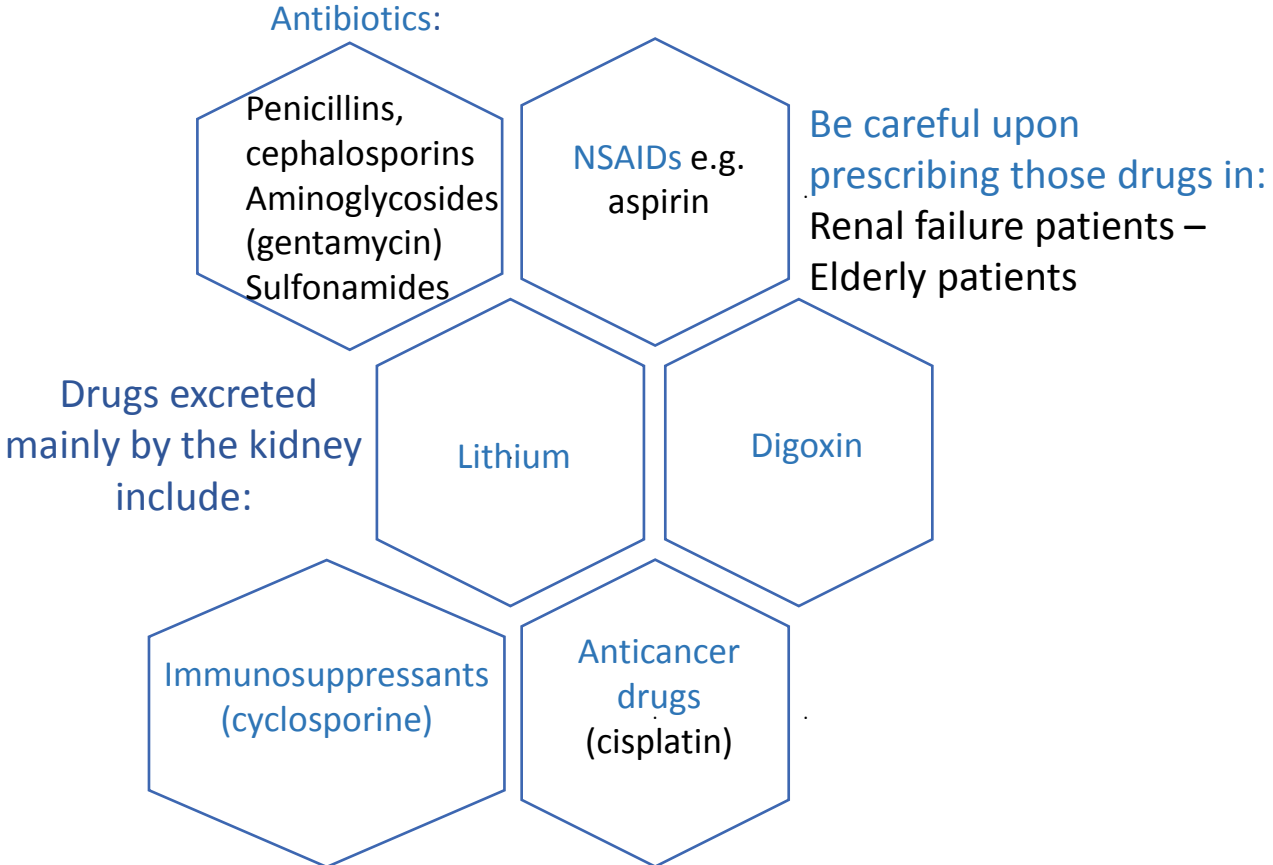 Antibiotics:
Penicillins,
cephalosporins
Aminoglycosides
(gentamycin)
Sulfonamides
NSAIDs e.g.
aspirin
Be careful upon
prescribing those drugs in:
Renal failure patients –
Elderly patients
Drugs excreted
mainly by the kidney
include:
Lithium
Digoxin
Immunosuppressants
(cyclosporine)
Anticancer
drugs
(cisplatin)